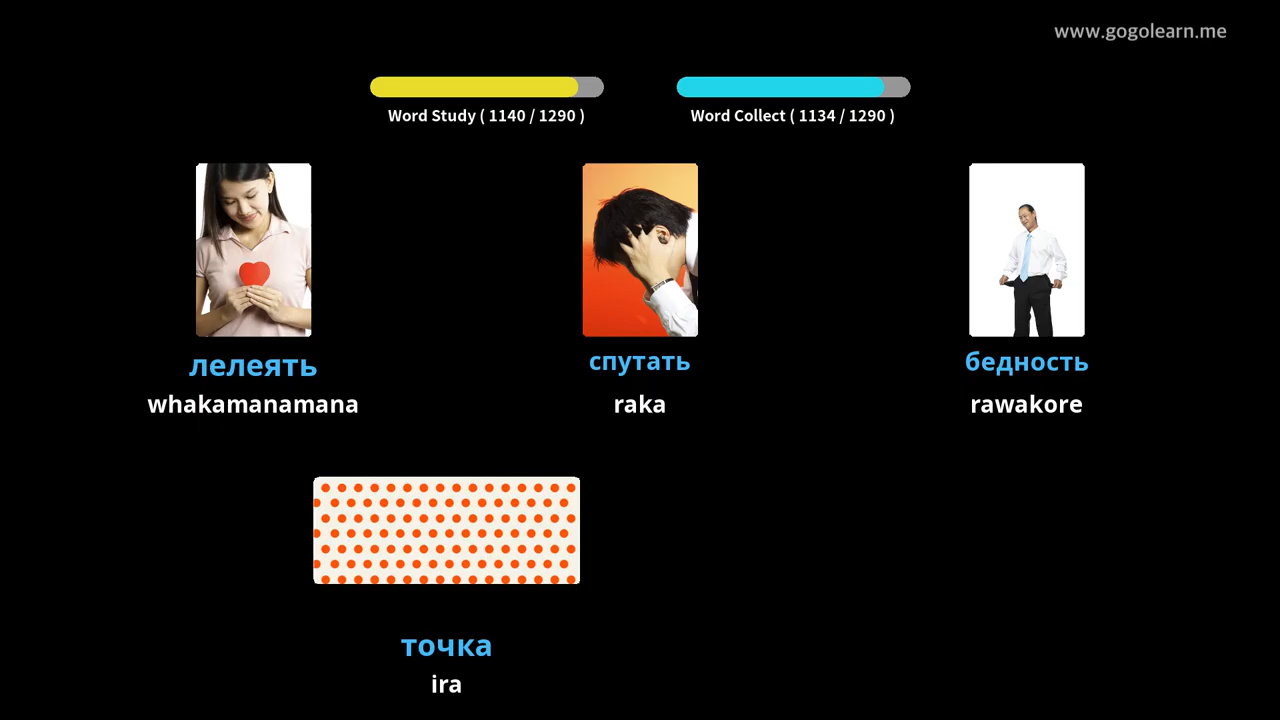 www.gogolearn.me
Word Study ( 1140 / 1290 )
Word Collect ( 1134 / 1290 )
лелеять
whakamanamana
спутать
raka
бедность
rawakore
точка
ira